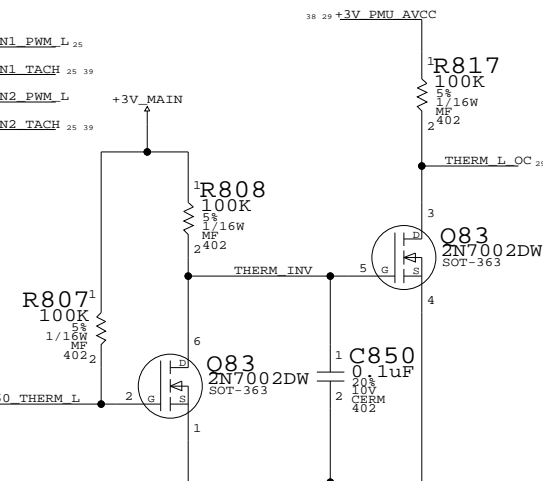 38 29 +3V_PMU_AVCC
N1_PWM_L 25
N1_TACH 25 39
N2_PWM_L
N2_TACH 25 39
+3V_MAIN
1
R817
100K
5%
1/16W
MF
402
2
THERM_L_OC
1
R808
100K
5%
1/16W
MF
402
2
3
Q83
2N7002DW
SOT-363
D
G
S
5
4
THERM_INV
R807
1
100K
5%
1/16W
MF
402
2
6
Q83
2N7002DW
SOT-363
D
G
S
2
1
1
C850
0.1uF
20%
10V
CERM
402
2
0_THERM_L